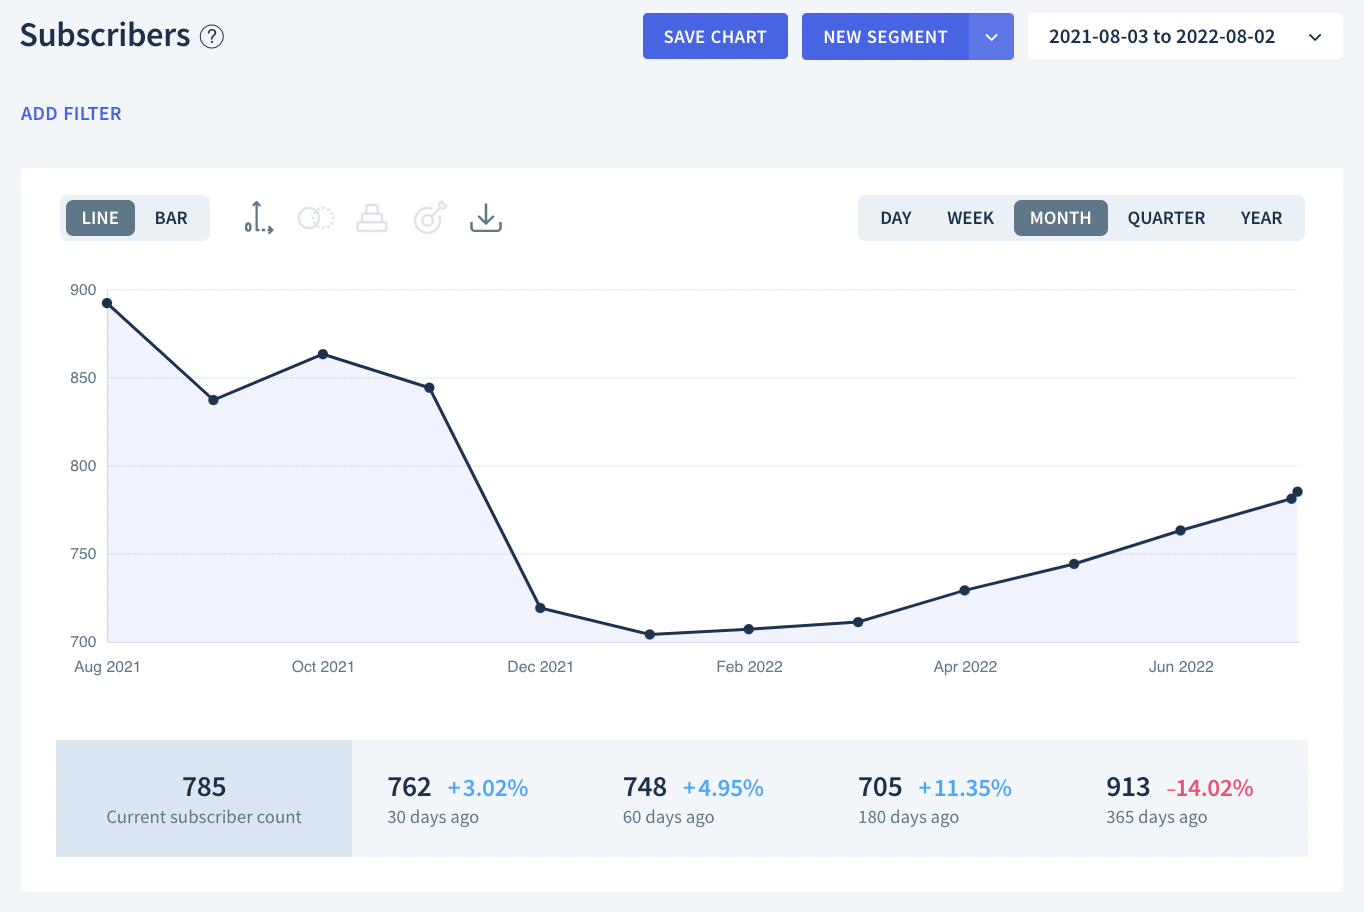 Subscribers ?
SAVE CHART
NEW SEGMENT
2021-08-03 to 2022-08-02
ADD FILTER
LINE BAR
DAY WEEK MONTH QUARTER YEAR
900
850
800
750
700
Aug 2021 Oct 2021 Dec 2021 Feb 2022 Apr 2022 Jun 2022
785
Current subscriber count
762 +3.02%
30 days ago
748 +4.95%
60 days ago
705 +11.35%
180 days ago
913 -14.02%
365 days ago